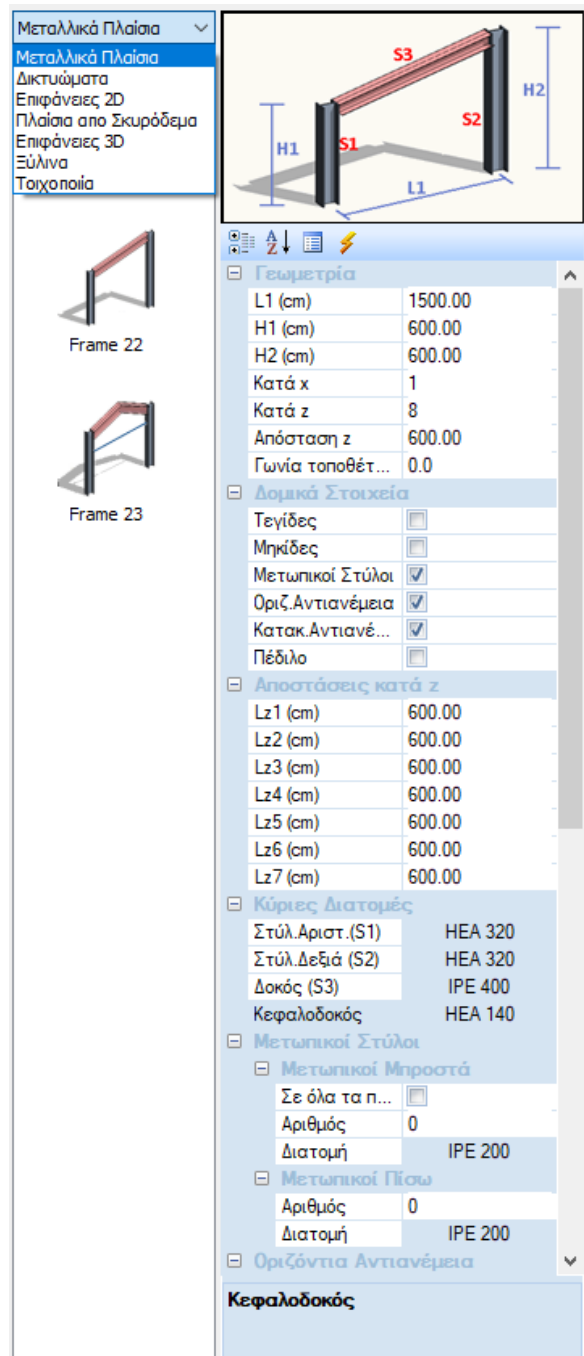 Μεταλλικά Πλαίσια
Μεταλλικά Πλαίσια
Δικτυώματα
Επιφάνειες 2D
Πλαίσια απο Σκυρόδεμα
Επιφάνειες 3D
Ξύλινα
Τοιχοποιία
Frame 22
Frame 23
S3
H2
S2
H1
S1
L1
Γεωμετρία
L1 (cm) 1500.00
H1 (cm) 600.00
H2 (cm) 600.00
Κατά x 1
Κατά z 8
Απόσταση z 600.00
Γωνία τοποθέτ... 0.0
Δομικά Στοιχεία
Τεγίδες
Μηκίδες
Μετωπικοί Στύλοι
Οριζ.Αντιανέμεια
Κατακ.Αντιανέ...
Πέδιλο
Αποστάσεις κατά z
Lz1 (cm) 600.00
Lz2 (cm) 600.00
Lz3 (cm) 600.00
Lz4 (cm) 600.00
Lz5 (cm) 600.00
Lz6 (cm) 600.00
Lz7 (cm) 600.00
Κύριες Διατομές
Στύλ.Αριστ.(S1) HEA 320
Στύλ.Δεξιά (S2) HEA 320
Δοκός (S3) IPE 400
Κεφαλοδοκός HEA 140
Μετωπικοί Στύλοι
Μετωπικοί Μπροστά
Σε όλα τα π...
Αριθμός 0
Διατομή IPE 200
Μετωπικοί Πίσω
Αριθμός 0
Διατομή IPE 200
Οριζόντια Αντιανέμεια
Κεφαλοδοκός